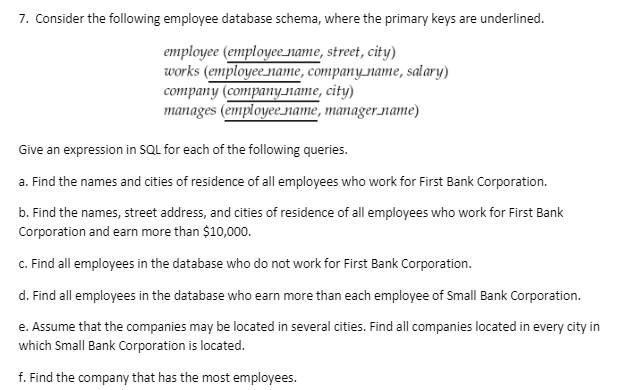 7. Consider the following employee database schema, where the primary keys are underlined.
employee (employee_name, street, city)
works (employee_name, company_name, salary)
company (company_name, city)
manages (employee_name, manager_name)
Give an expression in SQL for each of the following queries.
a. Find the names and cities of residence of all employees who work for First Bank Corporation.
b. Find the names, street address, and cities of residence of all employees who work for First Bank
Corporation and earn more than $10,000.
c. Find all employees in the database who do not work for First Bank Corporation.
d. Find all employees in the database who earn more than each employee of Small Bank Corporation.
e. Assume that the companies may be located in several cities. Find all companies located in every city in
which Small Bank Corporation is located.
f. Find the company that has the most employees.